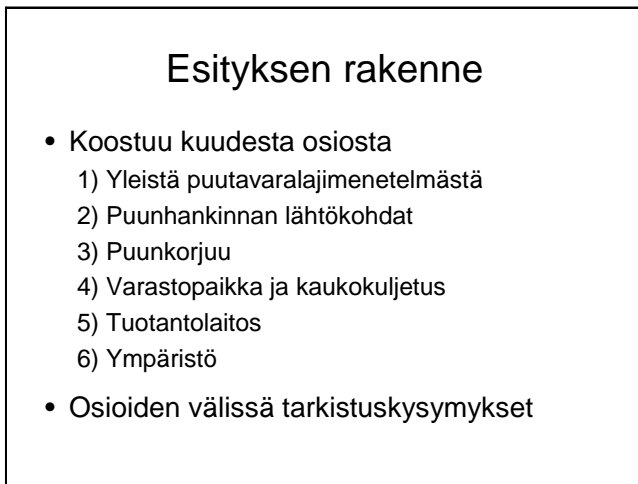 Esityksen rakenne
• Koostuu kuudesta osiosta
1) Yleistä puutavaralajimenetelmästä
2) Puunhankinnan lähtökohdat
3) Puunkorjuu
4) Varastopaikka ja kaukokuljetus
5) Tuotantolaitos
6) Ympäristö
• Osioiden välissä tarkistuskysymykset